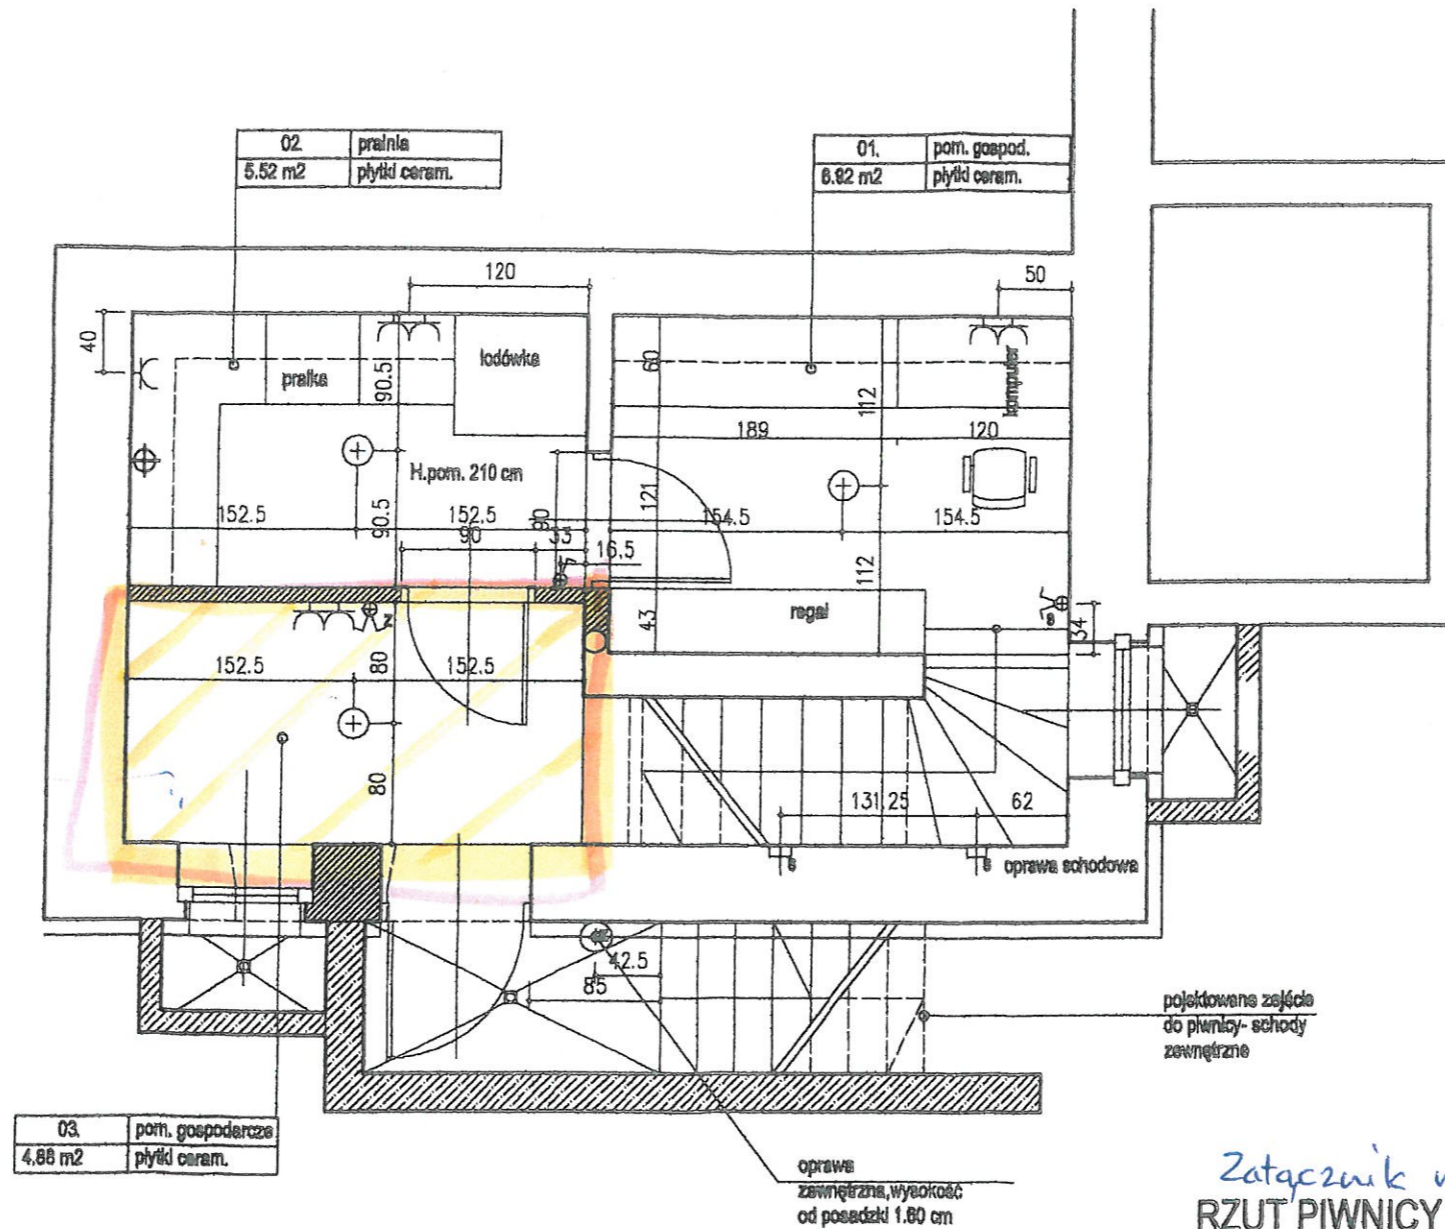 02. pralnia
5.52 m2 płytki ceram.
01. pom. gospod.
6.92 m2 płytki ceram.
120
50
40
pralka
90.5
lodówka
60
112
komputer
189
120
H.pom. 210 cm
152.5
90.5
152.5
90
33
90
16,5
121
154.5
154.5
112
regał
43
s
34
z
152.5
80
152.5
80
131.25
62
s
s
oprawa schodowa
42.5
85
pojektowane zejście
do piwnicy- schody
zewnętrzne
03. pom. gospodarcze
4.88 m2 płytki ceram.
oprawa
zewnętrzna,wysokość
od posadzki 1.60 cm
Załącznik
RZUT PIWNICY